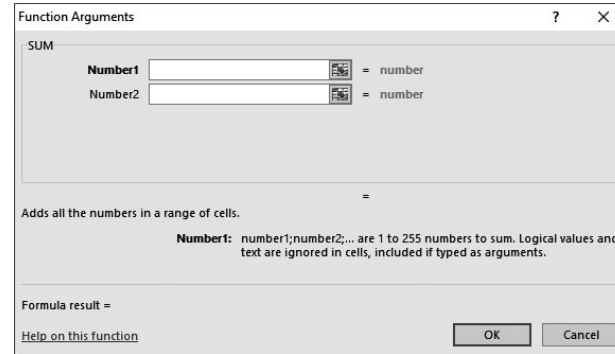 Function Arguments ? X
SUM
Number1 = number
Number2 = number
=
Adds all the numbers in a range of cells.
Number1: number1;number2;... are 1 to 255 numbers to sum. Logical values and
text are ignored in cells, included if typed as arguments.
Formula result =
Help on this function OK Cancel